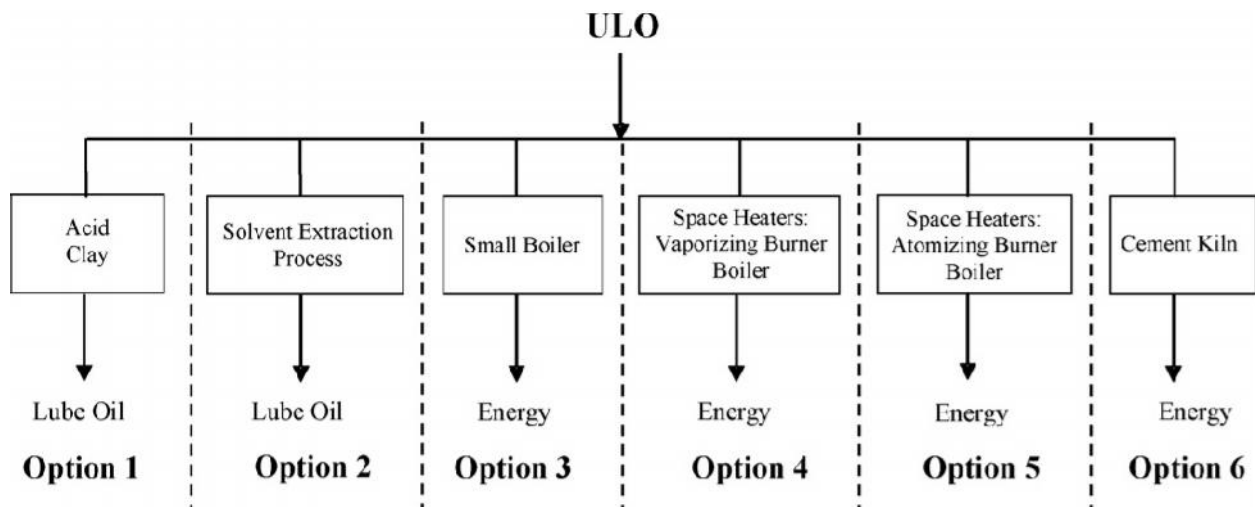 ULO
Acid
Clay
Solvent Extraction
Process
Small Boiler
Space Heaters:
Vaporizing Burner
Boiler
Space Heaters:
Atomizing Burner
Boiler
Cement Kiln
Lube Oil
Lube Oil
Energy
Energy
Energy
Energy
Option 1
Option 2
Option 3
Option 4
Option 5
Option 6